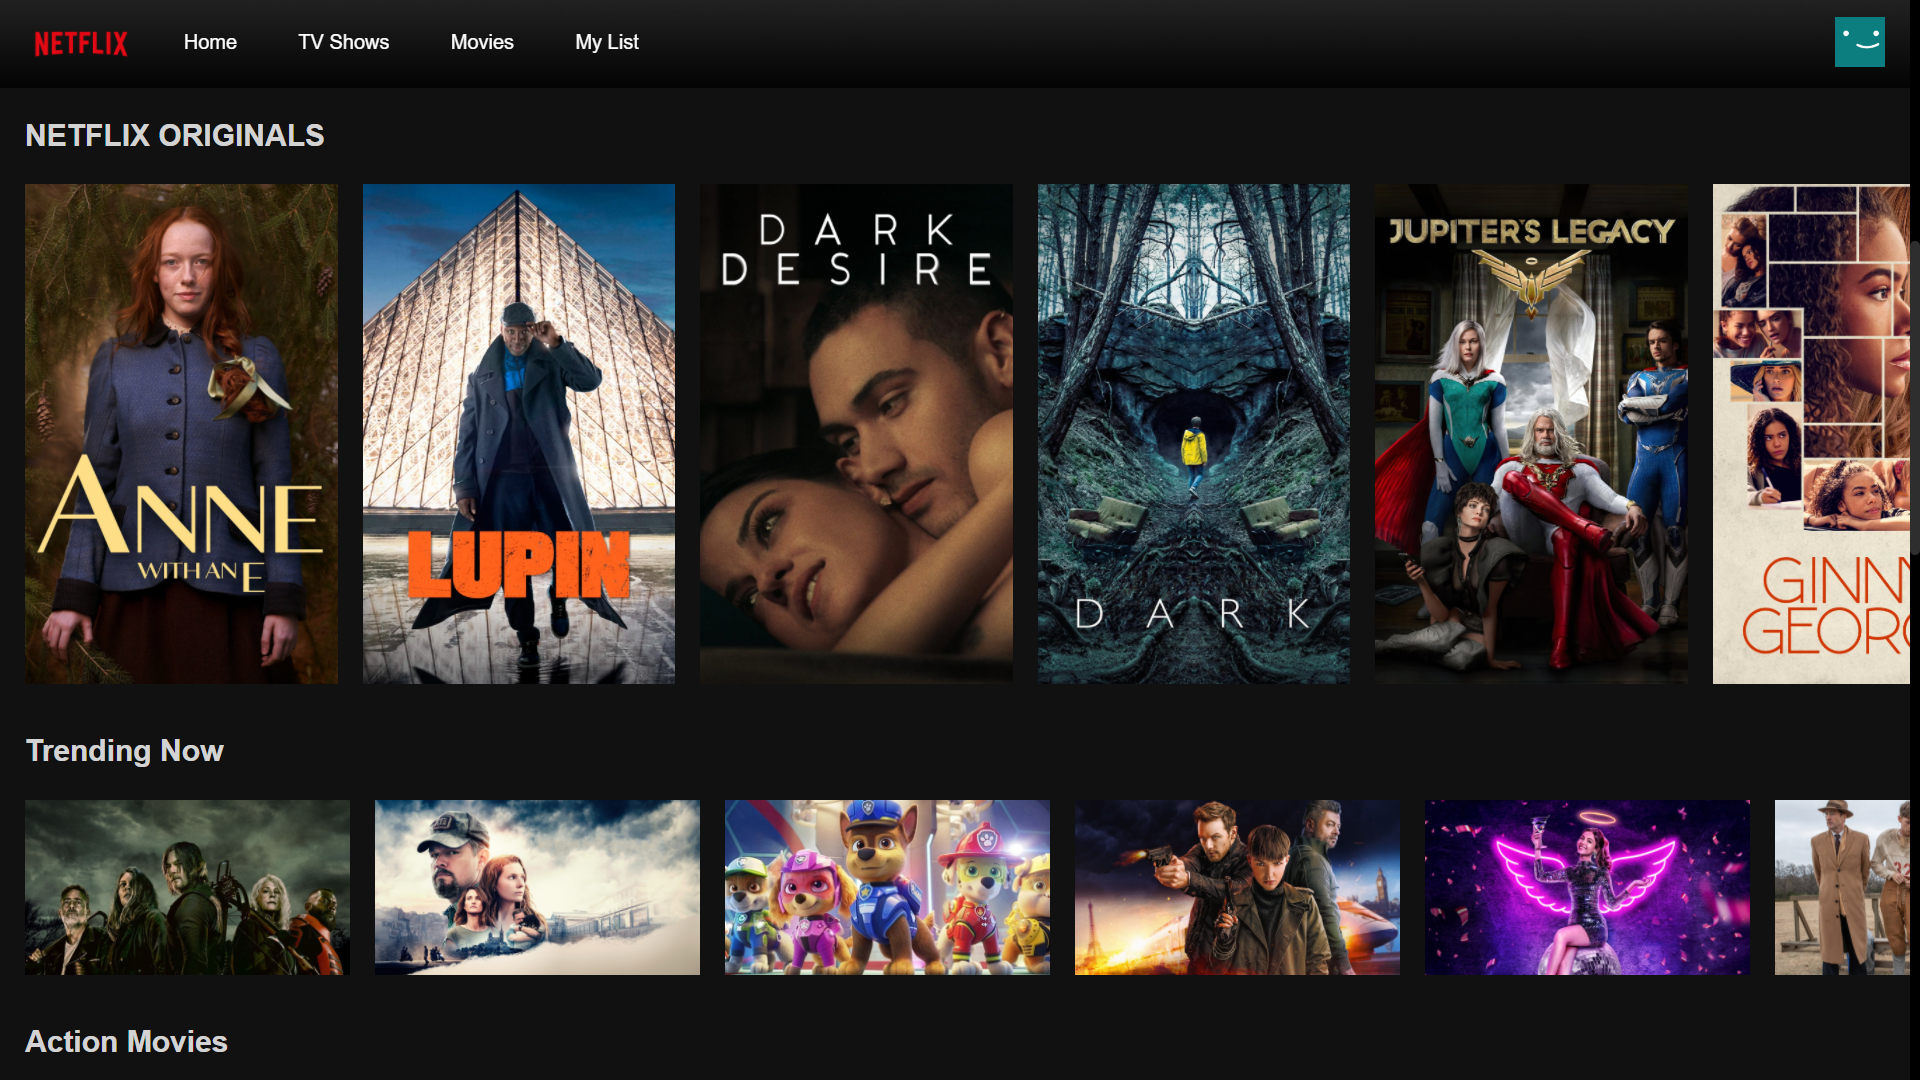 NETFLIX
Home
TV Shows
Movies
My List
NETFLIX ORIGINALS
ANNE
WITH AN E
LUPIN
DARK
DESIRE
DARK
JUPITER'S LEGACY
GINN
GEOR
Trending Now
Action Movies